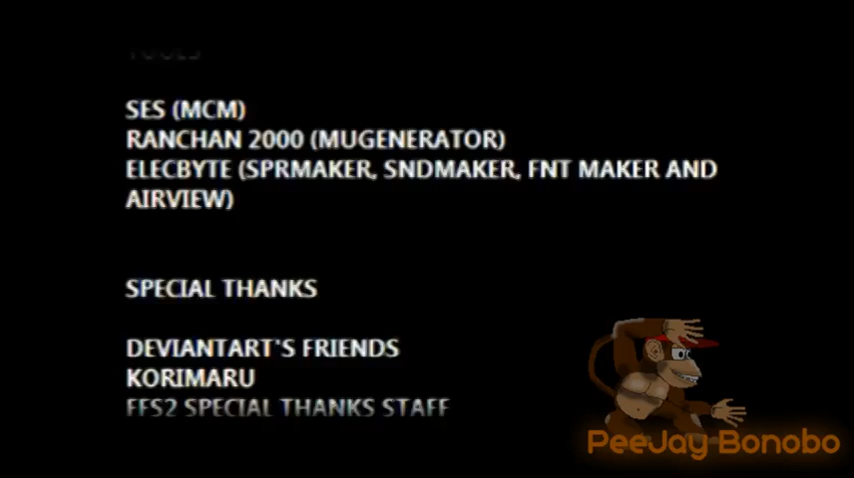 TOOLS
SES (MCM)
RANCHAN 2000 (MUGENERATOR)
ELECBYTE (SPRMAKER, SNDMAKER, FNT MAKER AND
AIRVIEW)
SPECIAL THANKS
DEVIANTART'S FRIENDS
KORIMARU
FFS2 SPECIAL THANKS STAFF
PeeJay Bonobo